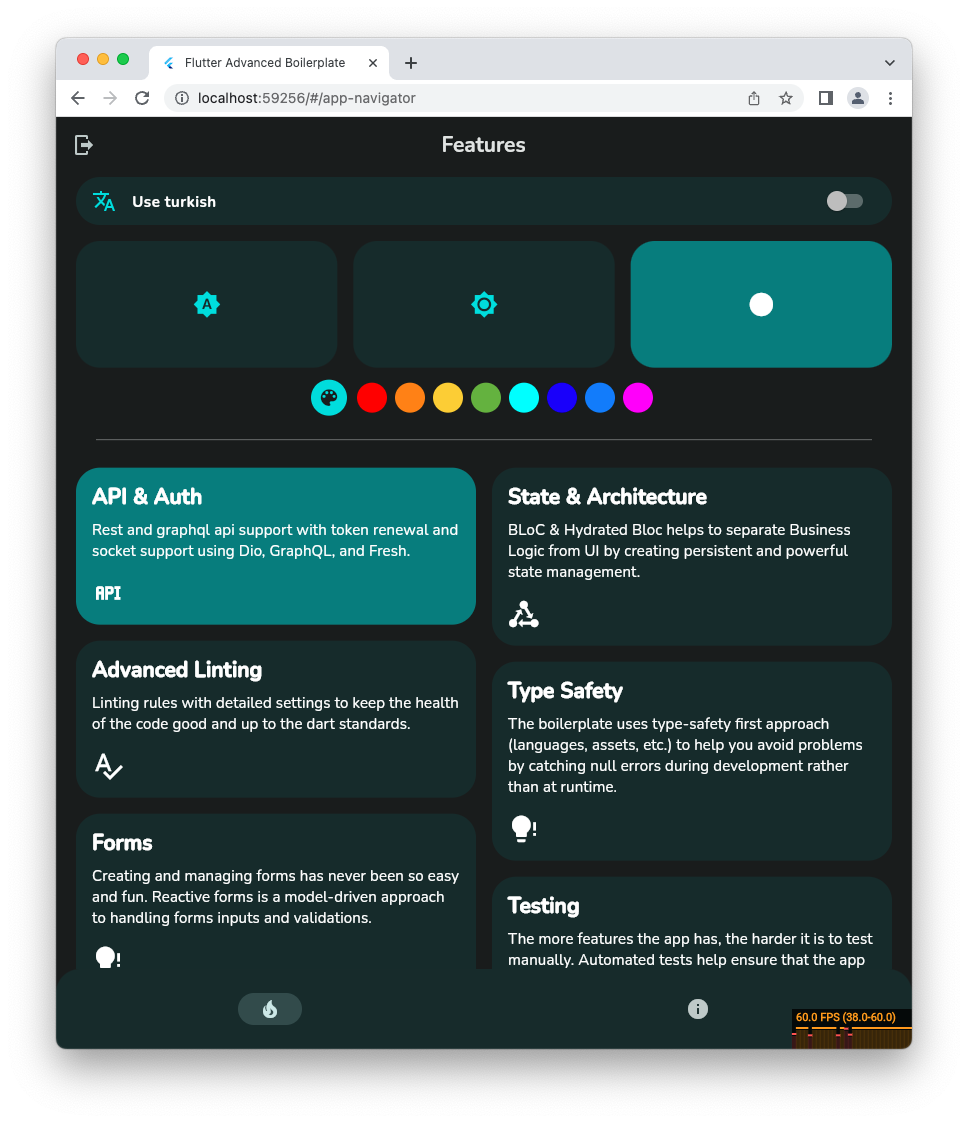 Flutter Advanced Boilerplate
localhost:59256/#/app-navigator
Features
Use turkish
A
API & Auth
Rest and graphql api support with token renewal and
socket support using Dio, GraphQL, and Fresh.
API
Advanced Linting
Linting rules with detailed settings to keep the health
of the code good and up to the dart standards.
A
Forms
Creating and managing forms has never been so easy
and fun. Reactive forms is a model-driven approach
to handling forms inputs and validations.
State & Architecture
BLoC & Hydrated Bloc helps to separate Business
Logic from UI by creating persistent and powerful
state management.
Type Safety
The boilerplate uses type-safety first approach
(languages, assets, etc.) to help you avoid problems
by catching null errors during development rather
than at runtime.
Testing
The more features the app has, the harder it is to test
manually. Automated tests help ensure that the app
60.0 FPS (38.0-60.0)